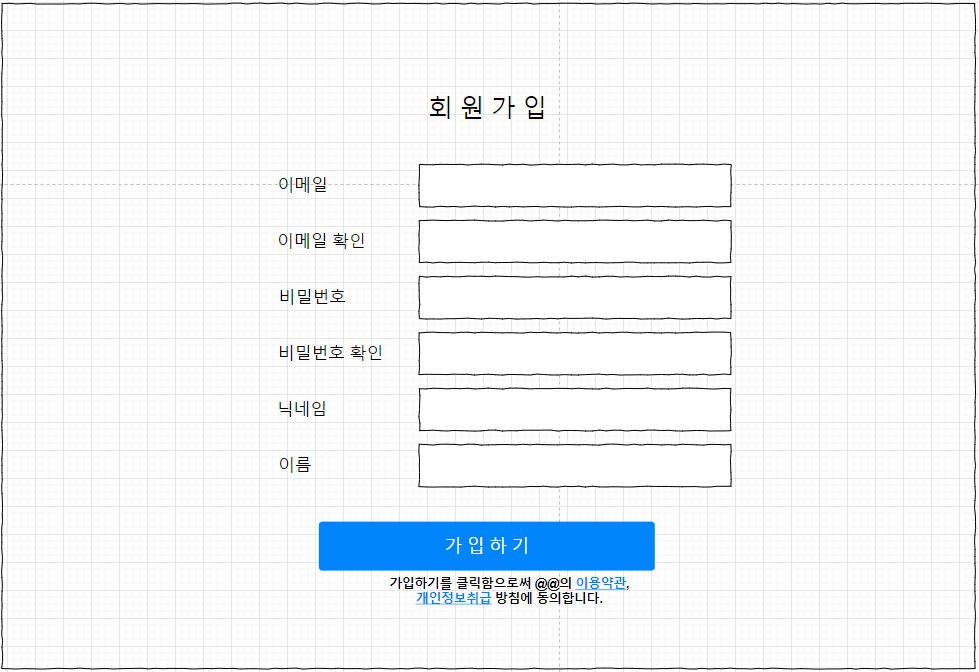 회 원 가 입
이메일
이메일 확인
비밀번호
비밀번호 확인
닉네임
이름
가 입 하 기
가입하기를 클릭함으로써 @@의 이용약관,
개인정보취급 방침에 동의합니다.